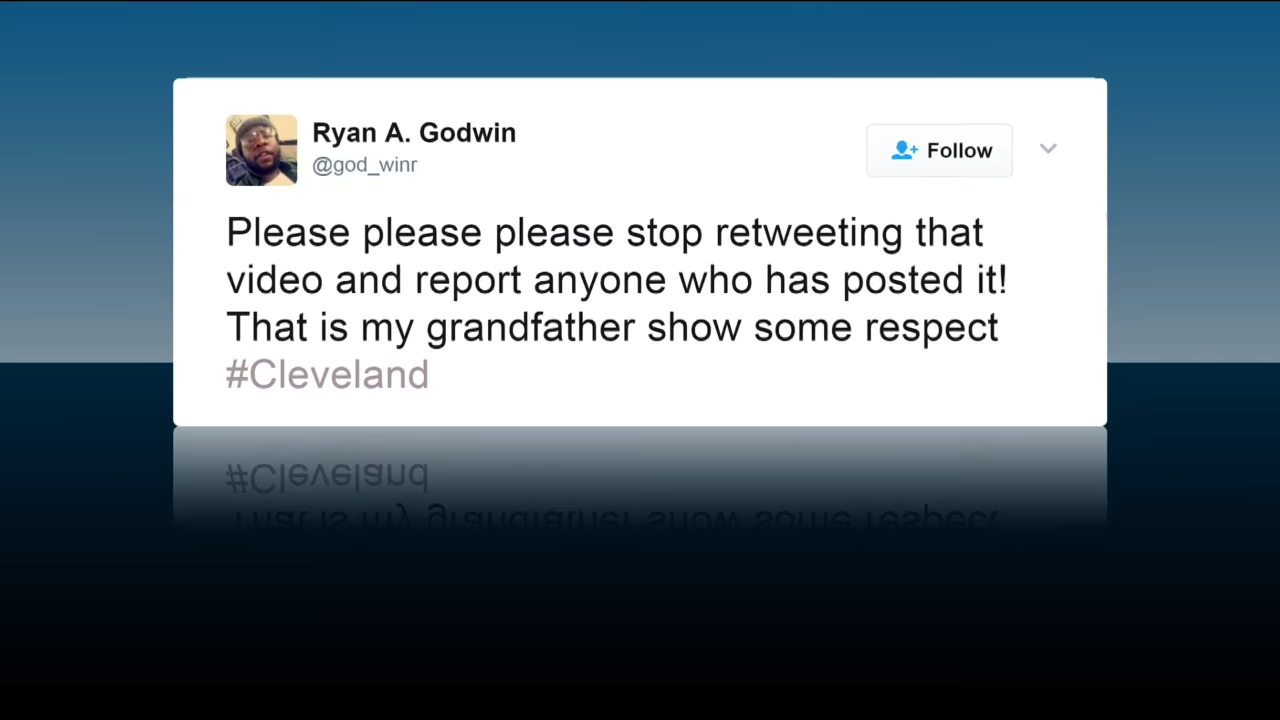 Ryan A. Godwin
@god_winr
Follow
Please please please stop retweeting that
video and report anyone who has posted it!
That is my grandfather show some respect
#Cleveland